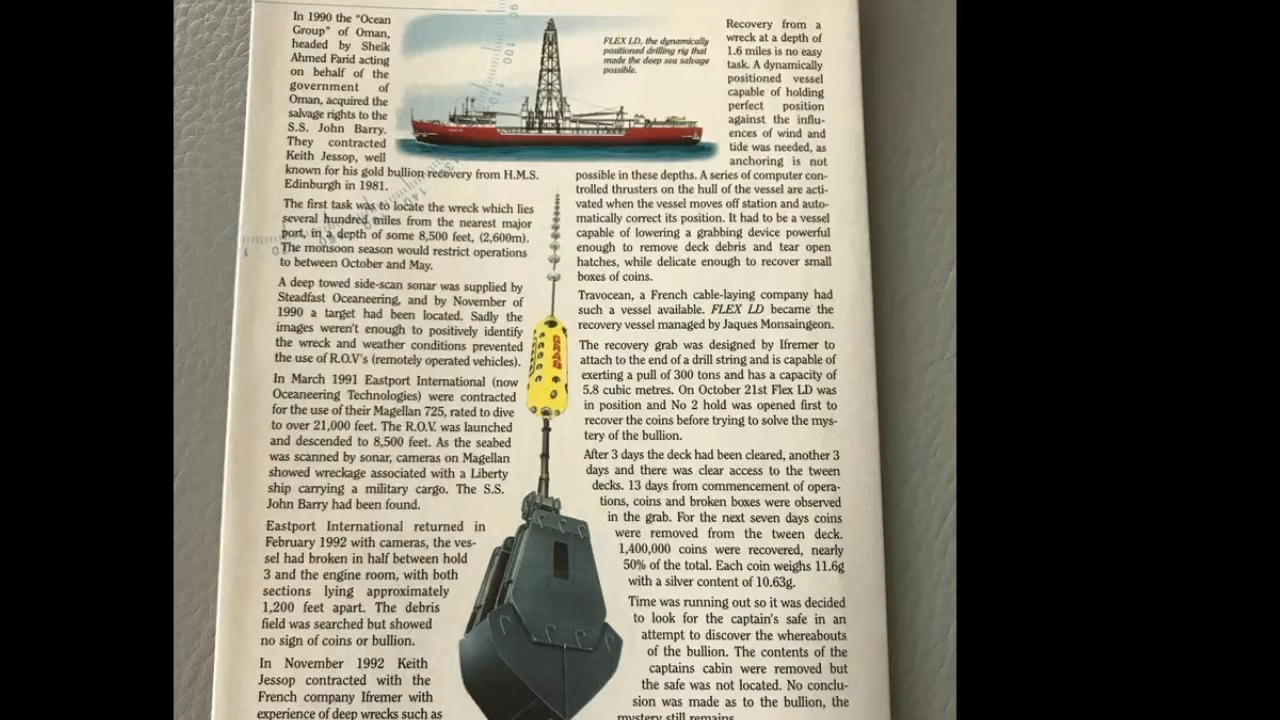 In 1990 the "Ocean
Group" of Oman,
headed by Sheik
Ahmed Farid acting
on behalf of the
government of
Oman, acquired the
salvage rights to the
S.S. John Barry.
They contracted
Keith Jessop, well
known for his gold bullion recovery from H.M.S.
Edinburgh in 1981.
The first task was to locate the wreck which lies
several hundred miles from the nearest major
port, in a depth of some 8,500 feet, (2,600m).
The monsoon season would restrict operations
to between October and May.
A deep towed side-scan sonar was supplied by
Steadfast Oceaneering, and by November of
1990 a target had been located. Sadly the
images weren't enough to positively identify
the wreck and weather conditions prevented
the use of R.O.V's (remotely operated vehicles).
In March 1991 Eastport International (now
Oceaneering Technologies) were contracted
for the use of their Magellan 725, rated to dive
to over 21,000 feet. The R.O.V. was launched
and descended to 8,500 feet. As the seabed
was scanned by sonar, cameras on Magellan
showed wreckage associated with a Liberty
ship carrying a military cargo. The S.S.
John Barry had been found.
Eastport International returned in
February 1992 with cameras, the ves-
sel had broken in half between hold
3 and the engine room, with both
sections lying approximately
1,200 feet apart. The debris
field was searched but showed
no sign of coins or bullion.
In November 1992 Keith
Jessop contracted with the
French company Ifremer with
experience of deep wrecks such as
FLEX LD, the dynamically
positioned drilling rig that
made the deep sea salvage
possible.
90
100
110
GRAB
Recovery from a
wreck at a depth of
1.6 miles is no easy
task. A dynamically
positioned vessel
capable of holding
perfect position
against the influ-
ences of wind and
tide was needed, as
anchoring is not
possible in these depths. A series of computer con-
trolled thrusters on the hull of the vessel are acti-
vated when the vessel moves off station and auto-
matically correct its position. It had to be a vessel
capable of lowering a grabbing device powerful
enough to remove deck debris and tear open
hatches, while delicate enough to recover small
boxes of coins.
Travocean, a French cable-laying company had
such a vessel available. FLEX LD became the
recovery vessel managed by Jaques Monsaingeon.
The recovery grab was designed by Ifremer to
attach to the end of a drill string and is capable of
exerting a pull of 300 tons and has a capacity of
5.8 cubic metres. On October 21st Flex LD was
in position and No 2 hold was opened first to
recover the coins before trying to solve the mys-
tery of the bullion.
After 3 days the deck had been cleared, another 3
days and there was clear access to the tween
decks. 13 days from commencement of opera-
tions, coins and broken boxes were observed
in the grab. For the next seven days coins
were removed from the tween deck.
1,400,000 coins were recovered, nearly
50% of the total. Each coin weighs 11.6g
with a silver content of 10.63g.
Time was running out so it was decided
to look for the captain's safe in an
attempt to discover the whereabouts
of the bullion. The contents of the
captains cabin were removed but
the safe was not located. No conclu-
sion was made as to the bullion, the
mystery still remains.